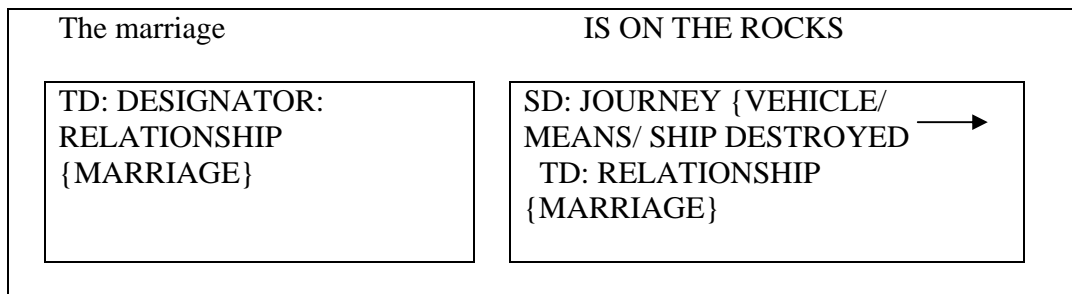 The marriage IS ON THE ROCKS
TD: DESIGNATOR:
RELATIONSHIP
{MARRIAGE}
SD: JOURNEY {VEHICLE/
MEANS/ SHIP DESTROYED
TD: RELATIONSHIP
{MARRIAGE}